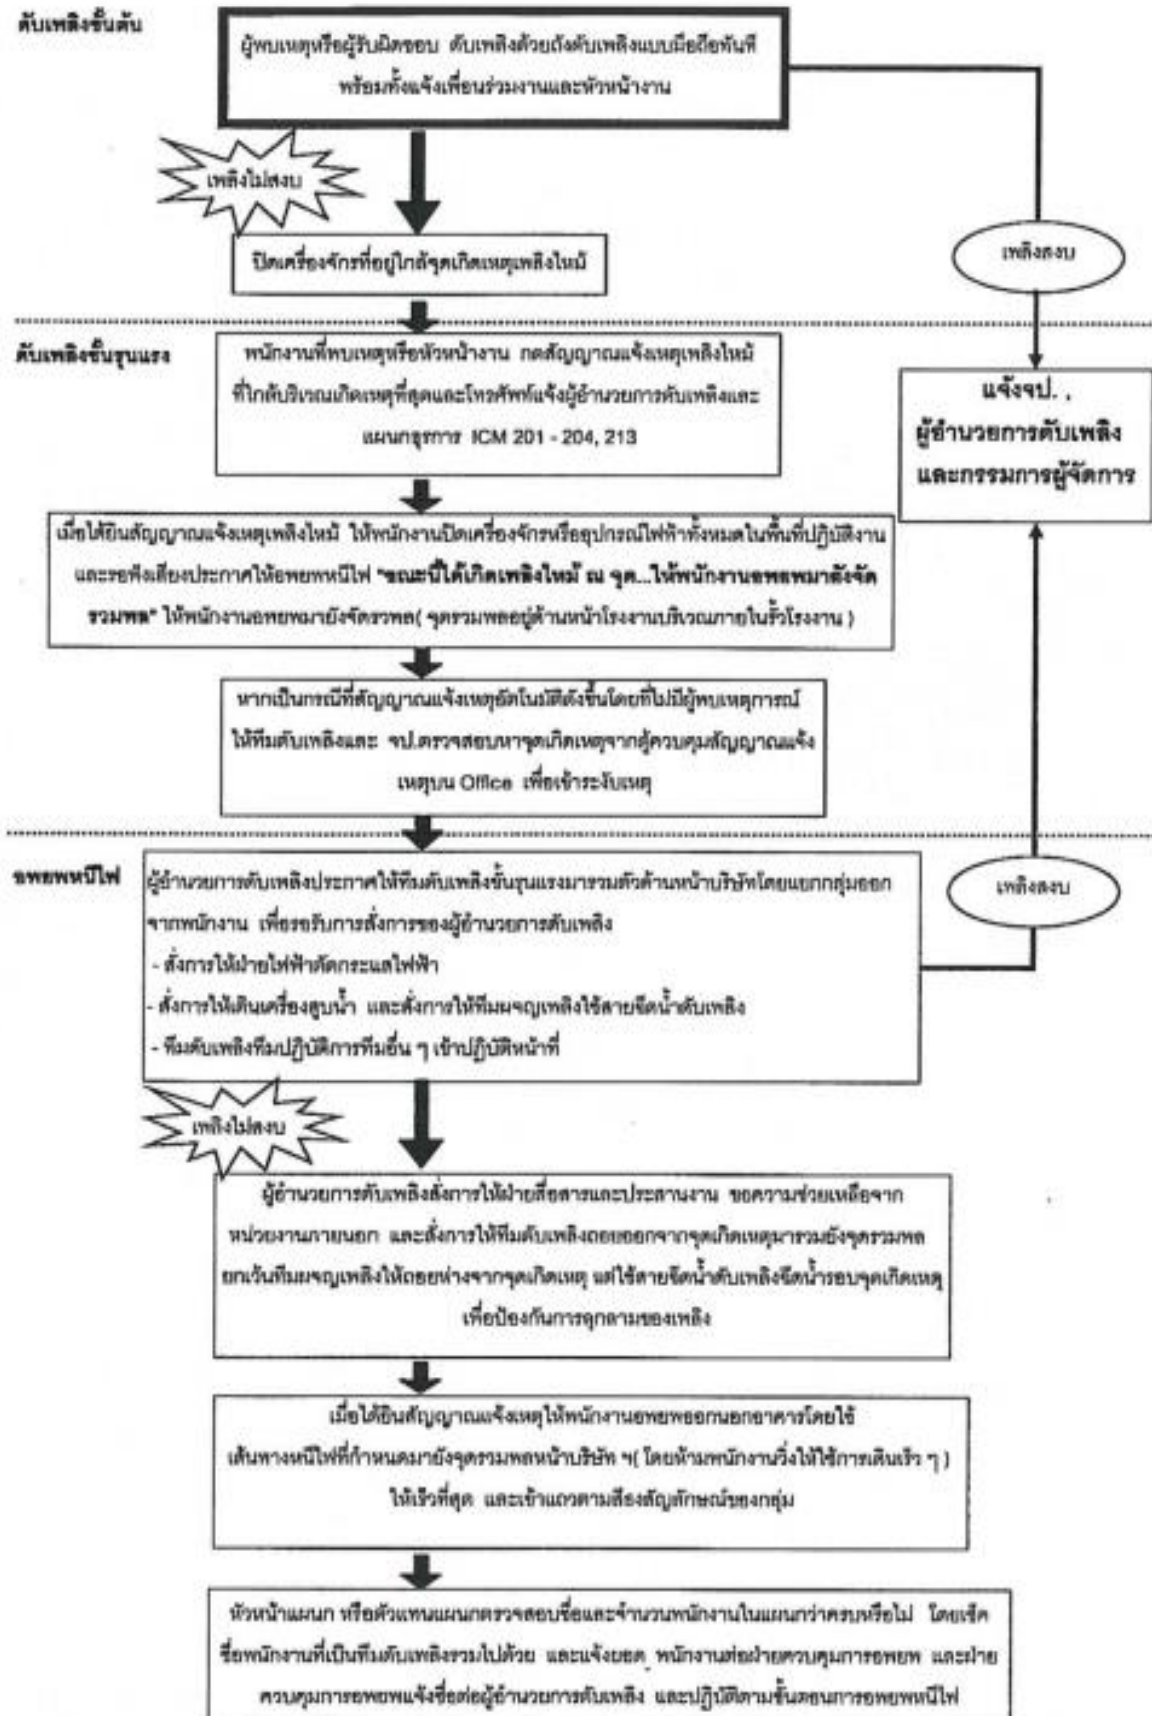 ดับเพลิงขั้นต้น
ผู้พบเหตุหรือผู้รับผิดชอบ ดับเพลิงด้วยถังดับเพลิงแบบมือถือทันที
พร้อมทั้งแจ้งเพื่อนร่วมงานและหัวหน้างาน
เพลิงไม่สงบ
เพลิงสงบ
ปิดเครื่องจักรที่อยู่ใกล้จุดเกิดเหตุเพลิงไหม้
ดับเพลิงขั้นรุนแรง
พนักงานที่พบเหตุหรือหัวหน้างาน กดสัญญาณแจ้งเหตุเพลิงไหม้
ที่ใกล้บริเวณเกิดเหตุที่สุดและโทรศัพท์แจ้งผู้อำนวยการดับเพลิงและ
แผนกธุรการ ICM 201 - 204, 213
แจ้งจป. ,
ผู้อำนวยการดับเพลิง
และกรรมการผู้จัดการ
เมื่อได้ยินสัญญาณแจ้งเหตุเพลิงไหม้ ให้พนักงานปิดเครื่องจักรหรืออุปกรณ์ไฟฟ้าทั้งหมดในพื้นที่ปฏิบัติงาน
และรอฟังเสียงประกาศให้อพยพหนีไฟ "ขณะนี้ได้เกิดเพลิงไหม้ ณ จุด...ให้พนักงานอพยพมายังจุด
รวมพล" ให้พนักงานอพยพมายังจุดรวพล( จุดรวมพลอยู่ด้านหน้าโรงงานบริเวณภายในรั้วโรงงาน )
หากเป็นกรณีที่สัญญาณแจ้งเหตุอัตโนมัติดังขึ้นโดยที่ไม่มีผู้พบเหตุการณ์
ให้ทีมดับเพลิงและ จป.ตรวจสอบหาจุดเกิดเหตุจากตู้ควบคุมสัญญาณแจ้ง
เหตุบน Office เพื่อเข้าระงับเหตุ
อพยพหนีไฟ
ผู้อำนวยการดับเพลิงประกาศให้ทีมดับเพลิงขั้นรุนแรงมารวมตัวด้านหน้าบริษัทโดยแยกกลุ่มออก
จากพนักงาน เพื่อรอรับการสั่งการของผู้อำนวยการดับเพลิง
- สั่งการให้ฝ่ายไฟฟ้าตัดกระแสไฟฟ้า
- สั่งการให้เดินเครื่องสูบน้ำ และสั่งการให้ทีมผจญเพลิงใช้สายฉีดน้ำดับเพลิง
- ทีมดับเพลิงทีมปฏิบัติการทีมอื่น ๆ เข้าปฏิบัติหน้าที่
เพลิงสงบ
เพลิงไม่สงบ
ผู้อำนวยการดับเพลิงสั่งการให้ฝ่ายสื่อสารและประสานงาน ขอความช่วยเหลือจาก
หน่วยงานภายนอก และสั่งการให้ทีมดับเพลิงถอยออกจากจุดเกิดเหตุมารวมยังจุดรวมพล
ยกเว้นทีมผจญเพลิงให้ถอยห่างจากจุดเกิดเหตุ แต่ใช้สายฉีดน้ำดับเพลิงฉีดน้ำรอบจุดเกิดเหตุ
เพื่อป้องกันการลุกลามของเพลิง
เมื่อได้ยินสัญญาณแจ้งเหตุให้พนักงานอพยพออกนอกอาคารโดยใช้
เส้นทางหนีไฟที่กำหนดมายังจุดรวมพลหน้าบริษัท ฯ( โดยห้ามพนักงานวิ่งให้ใช้การเดินเร็ว ๆ )
ให้เร็วที่สุด และเข้าแถวตามสีธงสัญลักษณ์ของกลุ่ม
หัวหน้าแผนก หรือตัวแทนแผนกตรวจสอบชื่อและจำนวนพนักงานในแผนกว่าครบหรือไม่ โดยเช็ค
ชื่อพนักงานที่เป็นทีมดับเพลิงรวมไปด้วย และแจ้งยอด พนักงานต่อฝ่ายควบคุมการอพยพ และฝ่าย
ควบคุมการอพยพแจ้งชื่อต่อผู้อำนวยการดับเพลิง และปฏิบัติตามขั้นตอนการอพยพหนีไฟ